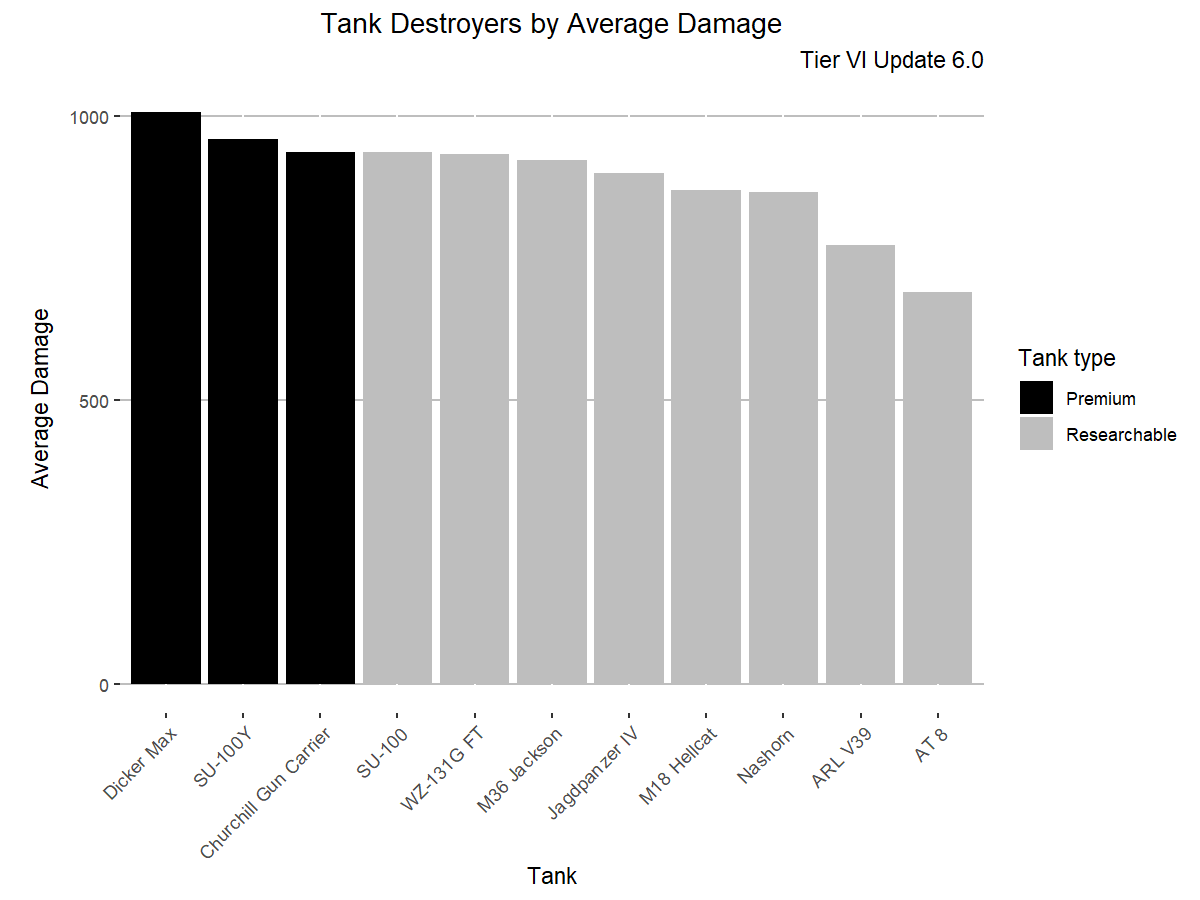 Tank Destroyers by Average Damage
Tier VI Update 6.0
1000
500
0
Average Damage
Dicker Max
SU-100Y
Churchill Gun Carrier
SU-100
WZ-131G FT
M36 Jackson
Jagdpanzer IV
M18 Hellcat
Nashorn
ARL V39
AT 8
Tank
Tank type
Premium
Researchable